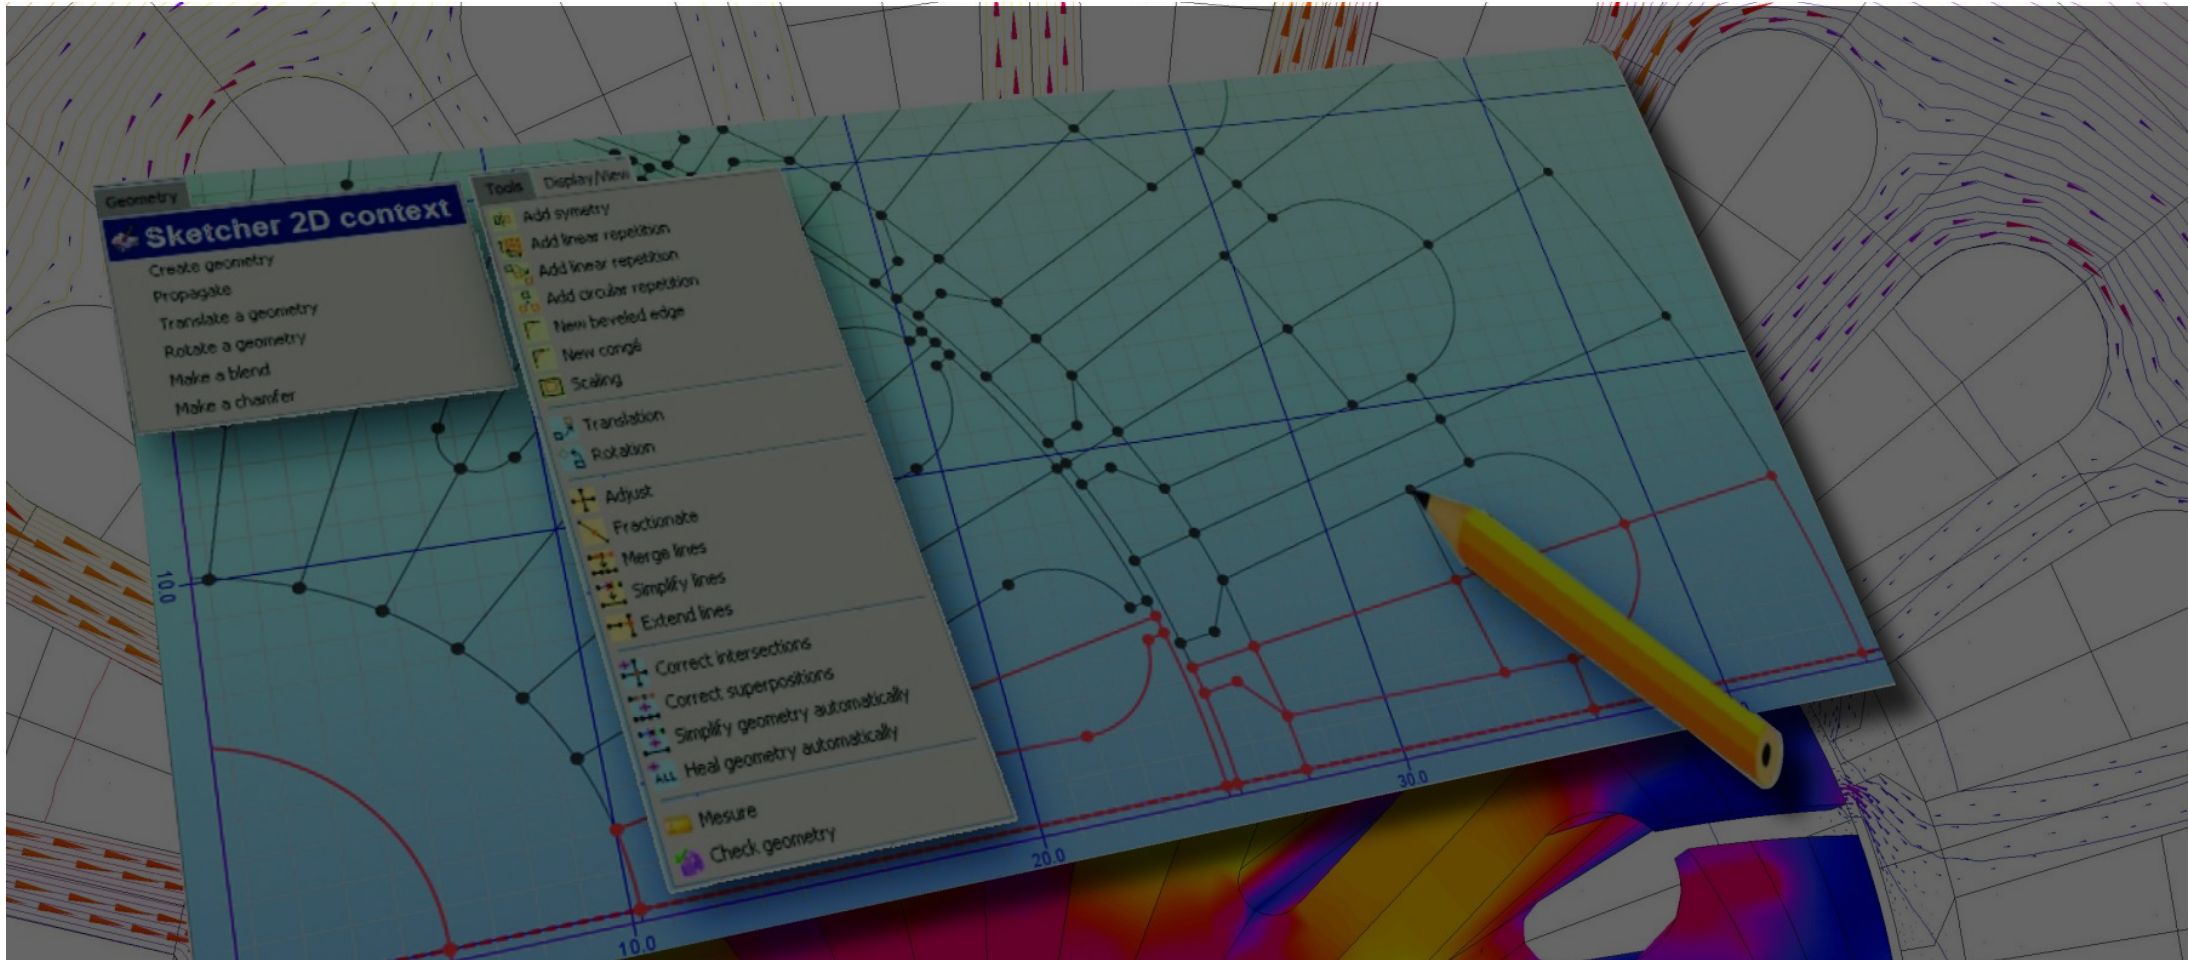 Geometry
Sketcher 2D context
Create geometry
Propagate
Translate a geometry
Rotate a geometry
Make a blend
Make a chamfer
Tools
Display/View
Add symetry
Add linear repetition
Add linear repetition
Add circular repetition
New beveled edge
New congé
Scaling
Translation
Rotation
Adjust
Fractionate
Merge lines
Simplify lines
Extend lines
Correct intersections
Correct superpositions
Simplify geometry automatically
ALL Heal geometry automatically
Mesure
Check geometry
10.0
10.0
20.0
30.0